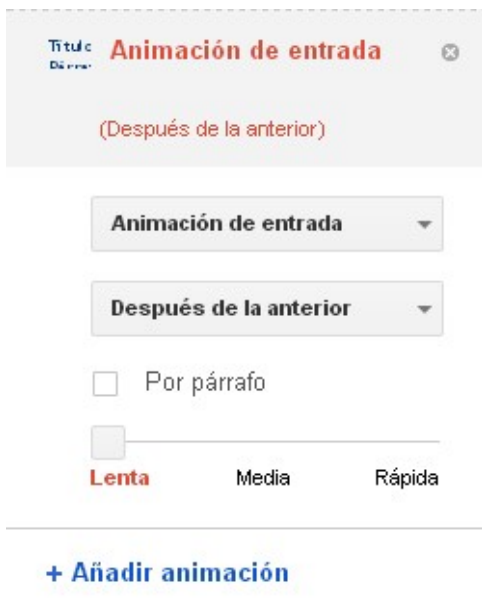 Título Animación de entrada
(Después de la anterior)
Animación de entrada
Después de la anterior
Por párrafo
Lenta Media Rápida
+ Añadir animación